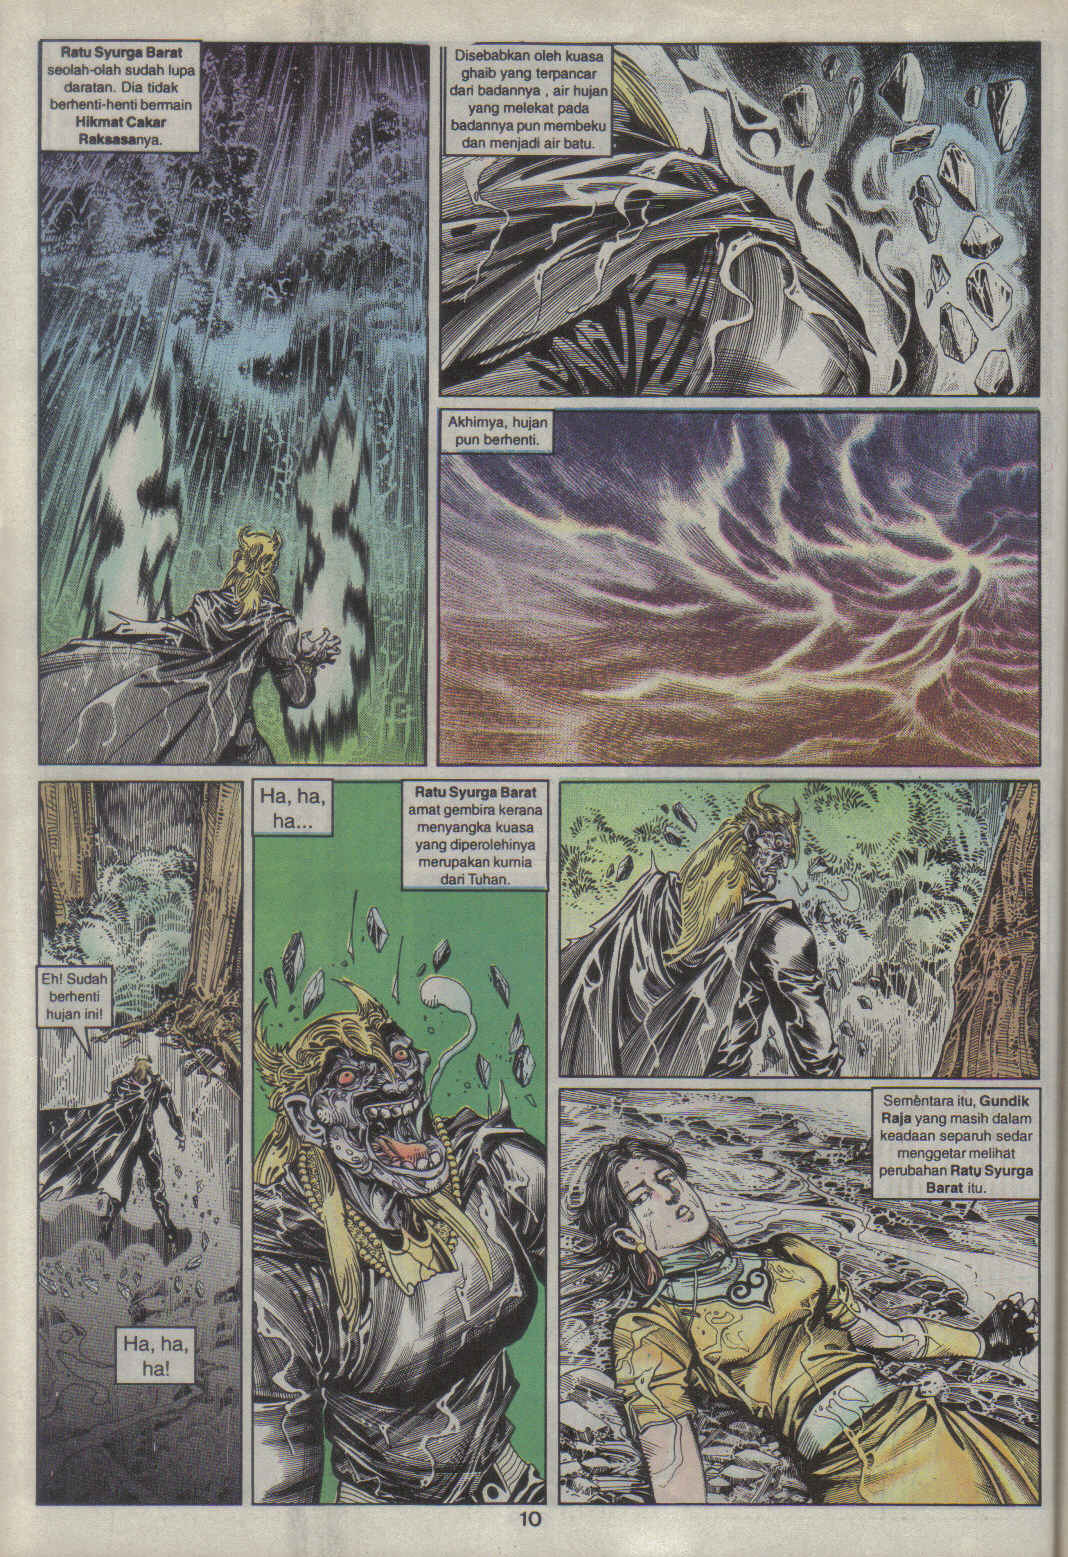 Ratu Syurga Barat
seolah-olah sudah lupa
daratan. Dia tidak
berhenti-henti bermain
Hikmat Cakar
Raksasanya.
Disebabkan oleh kuasa
ghaib yang terpancar
dari badannya , air hujan
yang melekat pada
badannya pun membeku
dan menjadi air batu.
Akhirnya, hujan
pun berhenti.
Eh! Sudah
berhenti
hujan ini!
Ha, ha,
ha!
Ha, ha,
ha...
Ratu Syurga Barat
amat gembira kerana
menyangka kuasa
yang diperolehinya
merupakan kurnia
dari Tuhan.
Sementara itu, Gundik
Raja yang masih dalam
keadaan separuh sedar
menggetar melihat
perubahan Ratu Syurga
Barat itu.
10